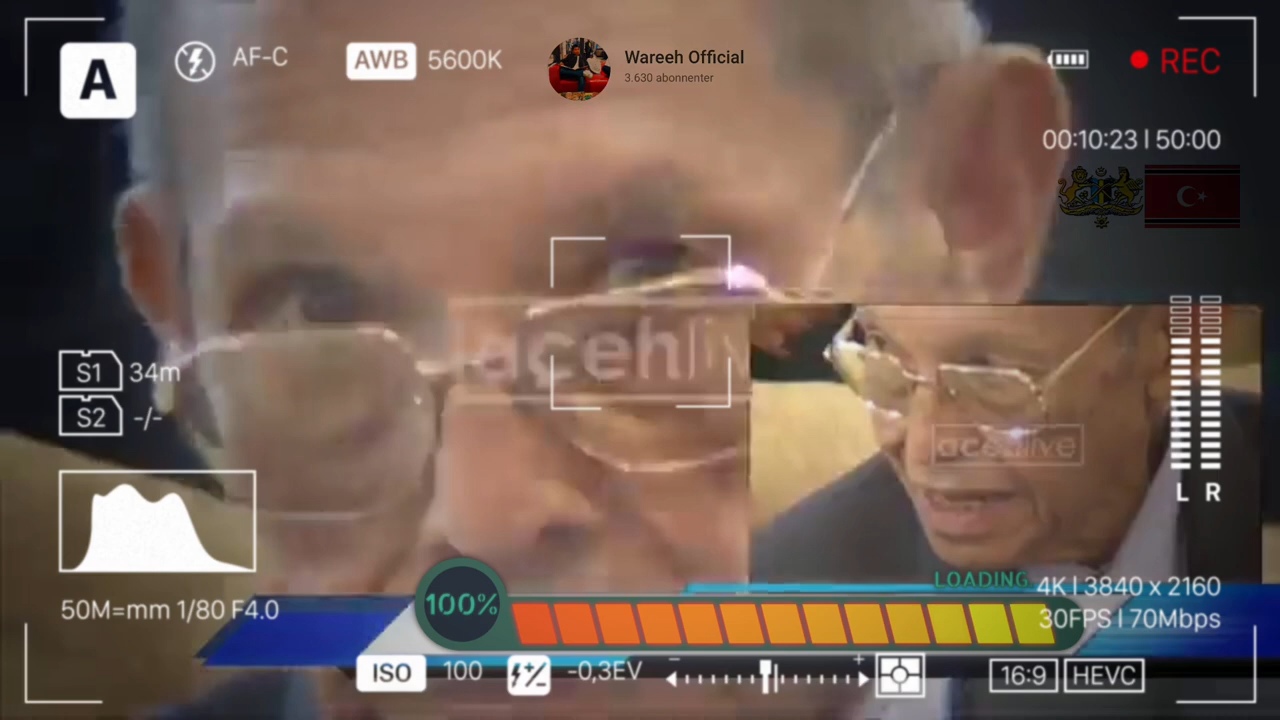 A
AF-C
AWB 5600K
Wareeh Official
3.630 abonnenter
REC
00:10:23 | 50:00
acehli
acehlive
S1 34m
S2 -/-
L R
LOADING
100%
4K | 3840 x 2160
30FPS | 70Mbps
50M=mm 1/80 F4.0
ISO 100 -0,3EV
16:9 HEVC